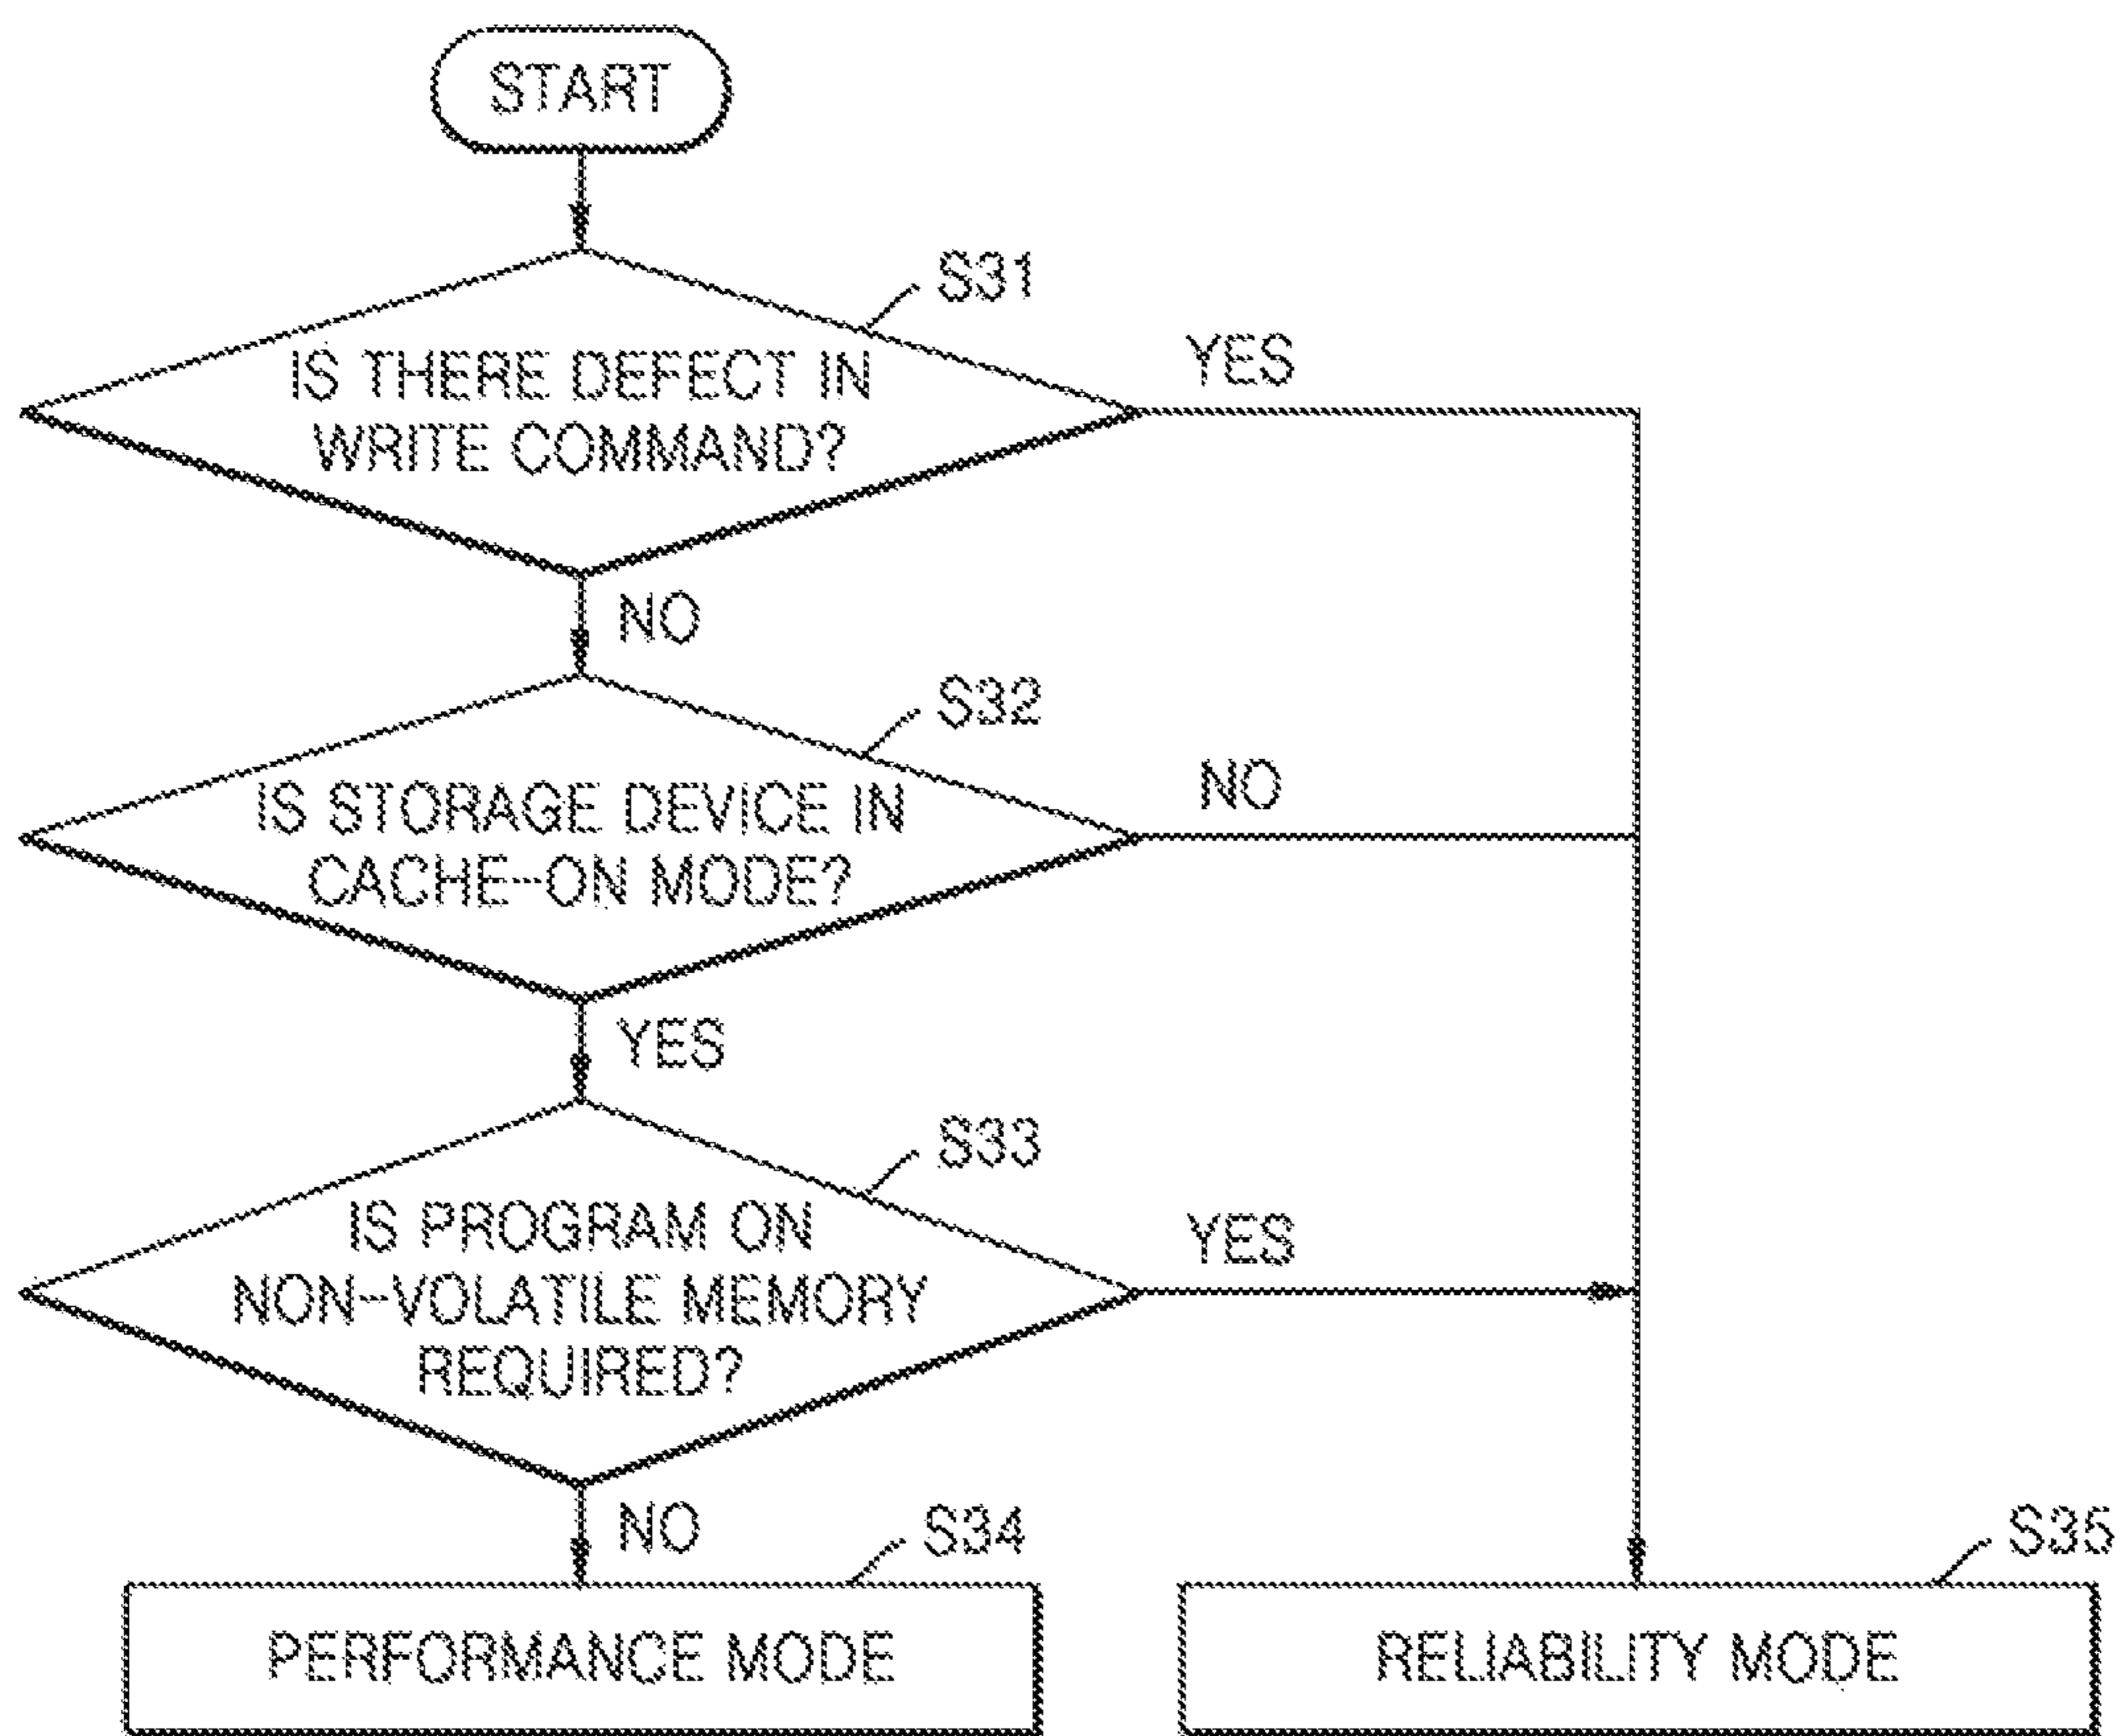 START
S31
IS THERE DEFECT IN
WRITE COMMAND?
YES
NO
S32
IS STORAGE DEVICE IN
CACHE-ON MODE?
NO
YES
S33
IS PROGRAM ON
NON-VOLATILE MEMORY
REQUIRED?
YES
NO
S34
S35
PERFORMANCE MODE
RELIABILITY MODE